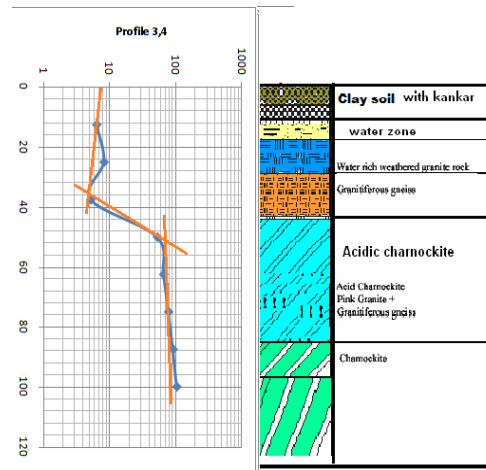 Profile 3,4
1
10
100
1000
0
20
40
60
80
100
120
Clay soil with kankar
water zone
Water rich weathered granite rock
Granitiferous gneiss
Acidic charnockite
Acid Charnockite
Pink Granite +
Granitiferous gneiss
Charnockite